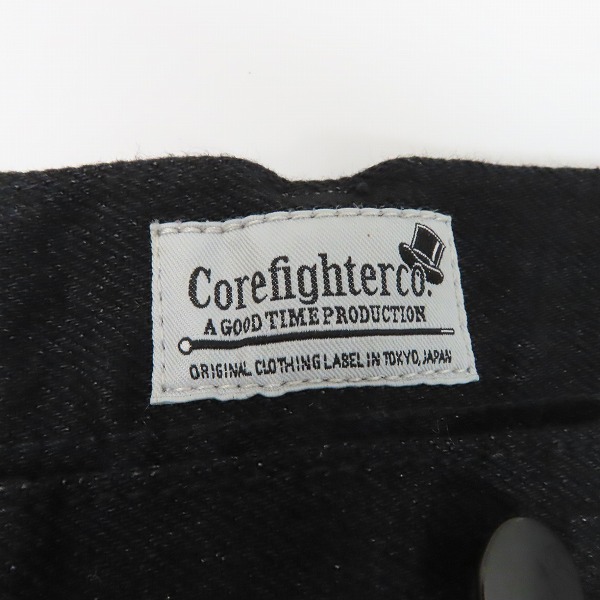 Corefighterco.
A GOOD TIME PRODUCTION
ORIGINAL CLOTHING LABEL IN TOKYO, JAPAN